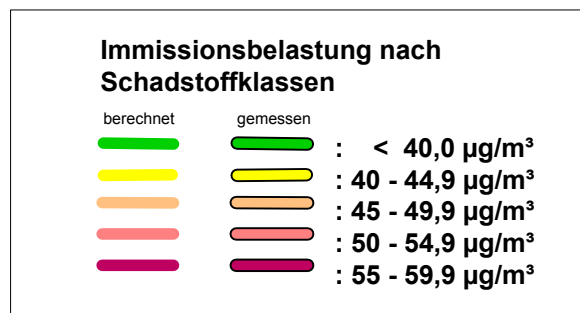 Immissionsbelastung nach
Schadstoffklassen
berechnet gemessen
: < 40,0 µg/m³
: 40 - 44,9 µg/m³
: 45 - 49,9 µg/m³
: 50 - 54,9 µg/m³
: 55 - 59,9 µg/m³